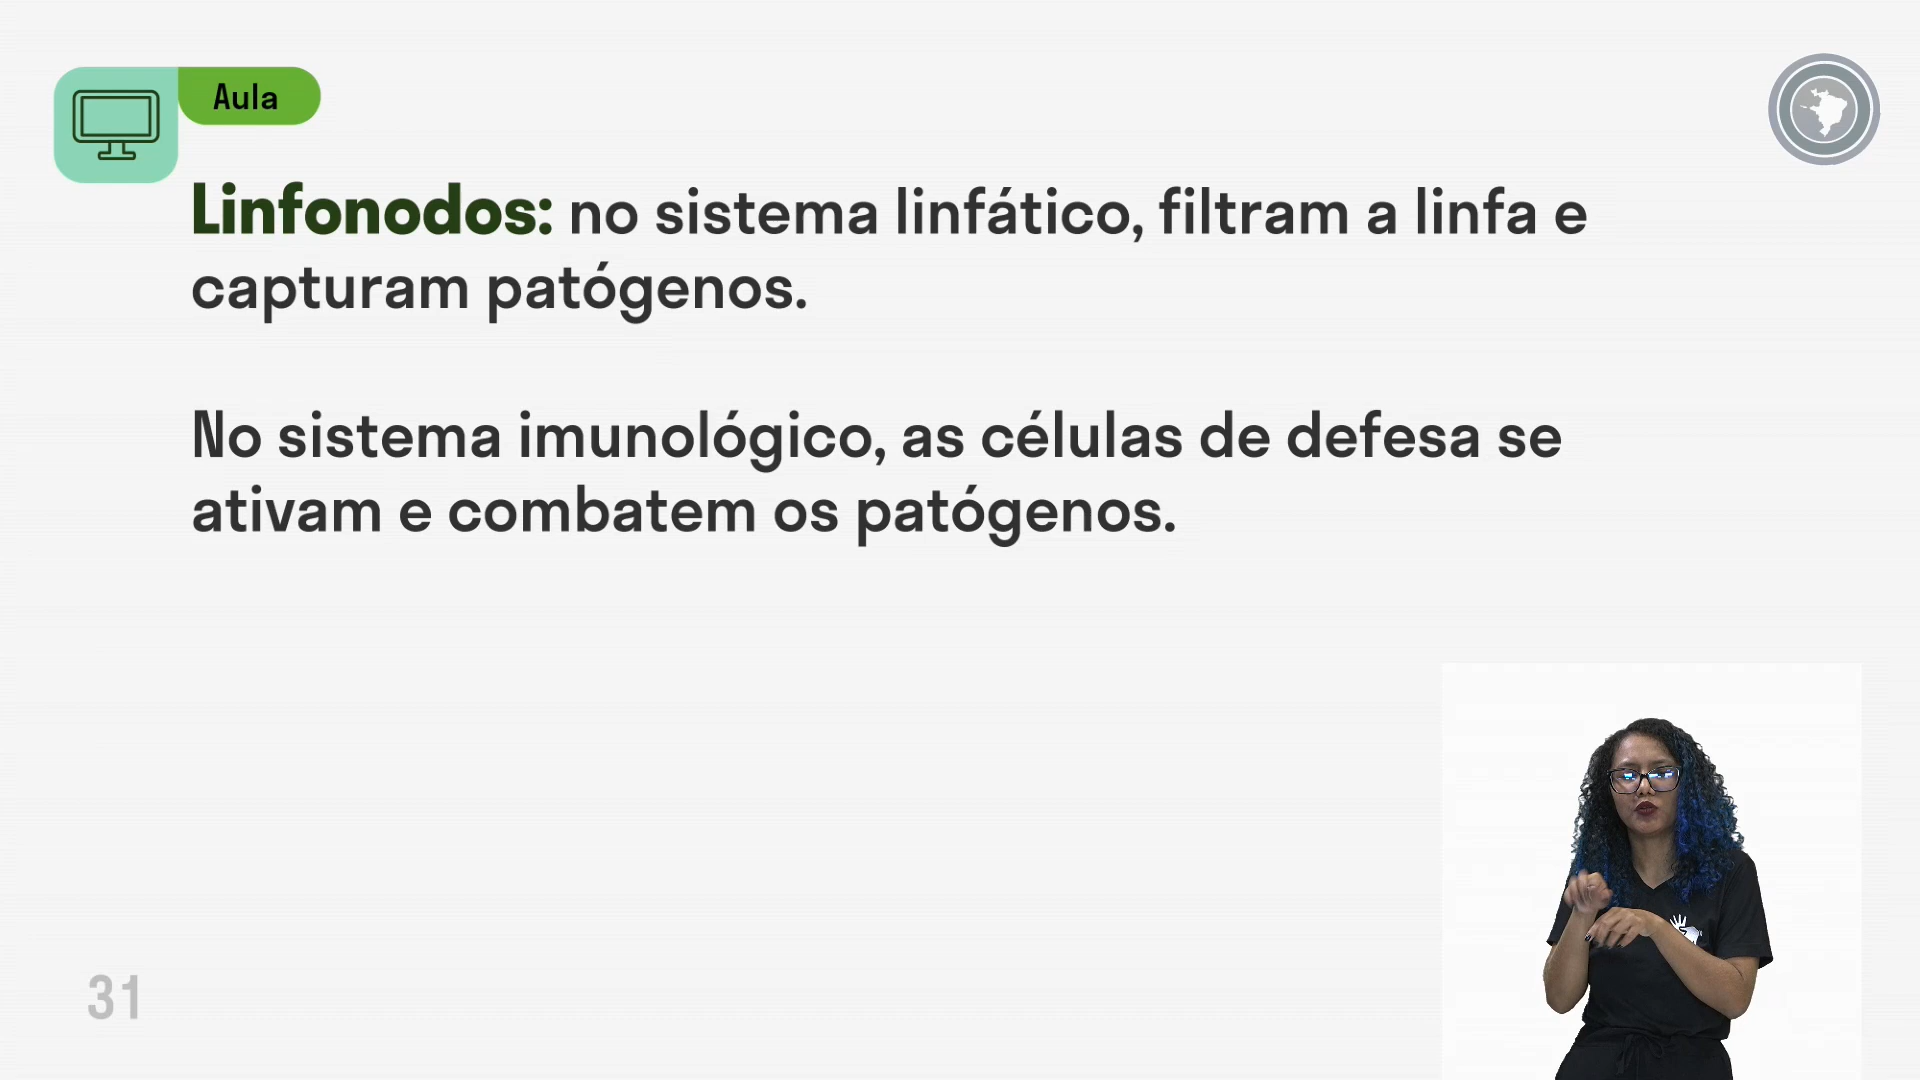 Aula
Linfonodos: no sistema linfático, filtram a linfa e
capturam patógenos.
No sistema imunológico, as células de defesa se
ativam e combatem os patógenos.
31